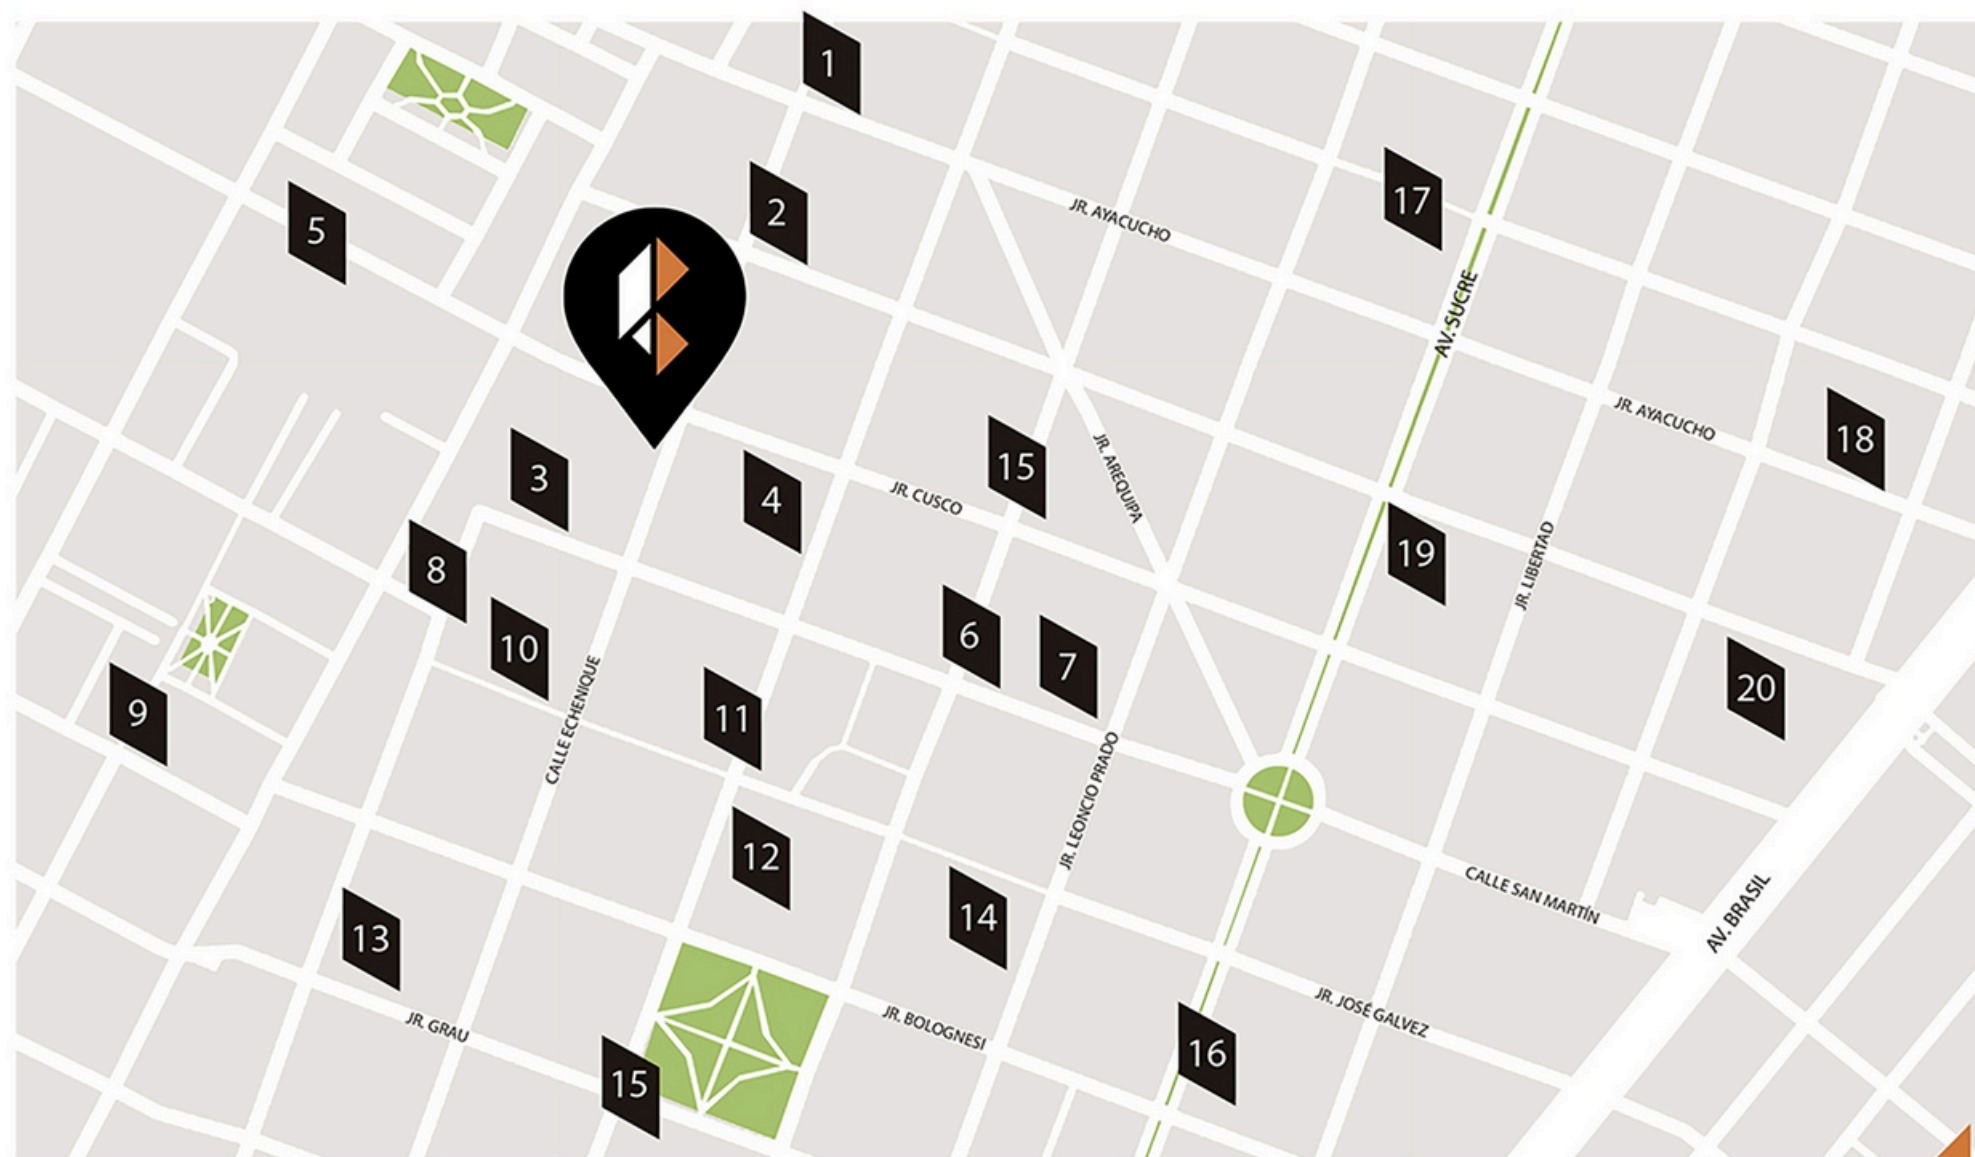 1
17
5
2
JR. AYACUCHO
AV. SUCRE
JR. AYACUCHO
18
3
4
JR. CUSCO
15
JR. AREQUIPA
19
JR. LIBERTAD
8
10
6
7
20
9
CALLE ECHENIQUE
11
JR. LEONCIO PRADO
12
14
CALLE SAN MARTÍN
AV. BRASIL
13
JR. GRAU
JR. BOLOGNESI
JR. JOSÉ GALVEZ
15
16